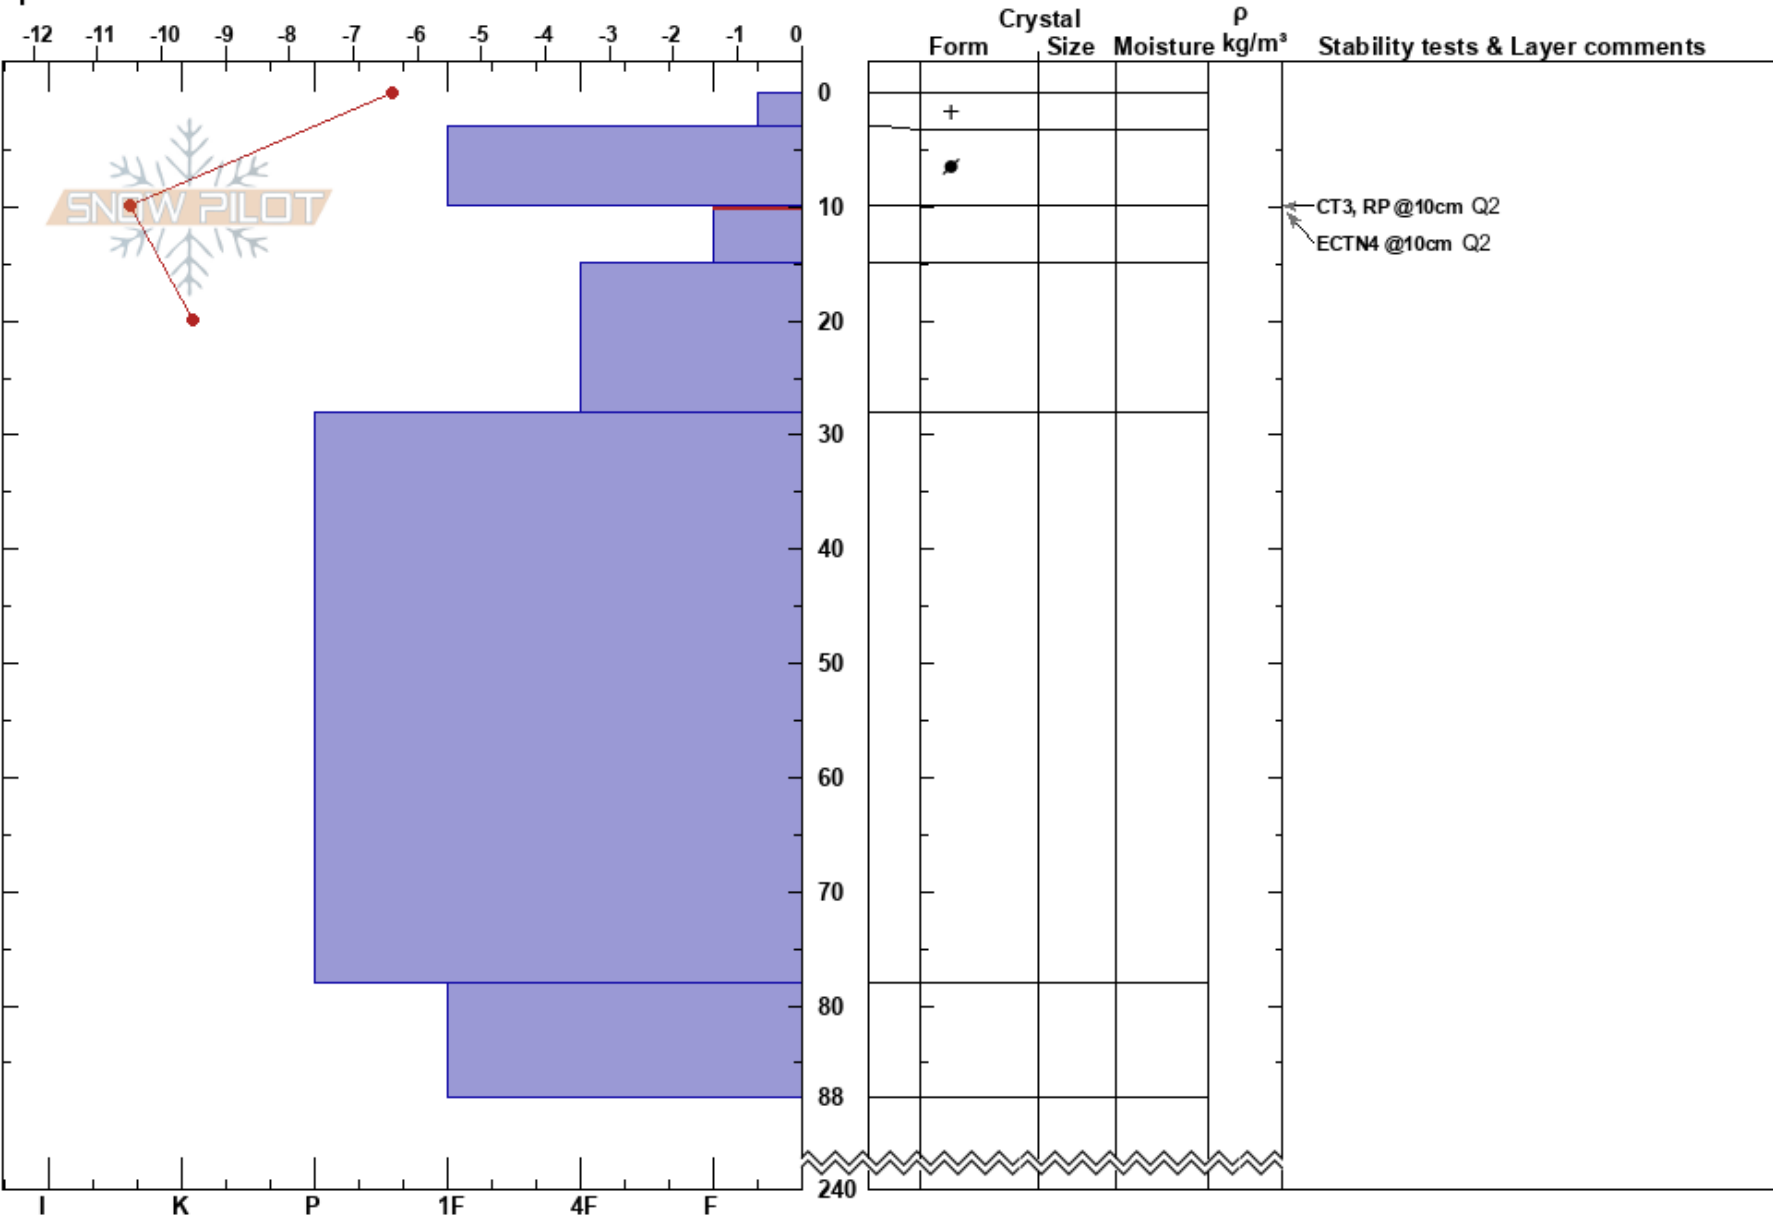 Crystal ρ
-12 -11 -10 -9 -8 -7 -6 -5 -4 -3 -2 -1 0 Form Size Moisture kg/m³ Stability tests & Layer comments
0
+
SNOW PILOT
10 CT3, RP @10cm Q2
ECTN4 @10cm Q2
20
30
40
50
60
70
80
88
240
I K P 1F 4F F